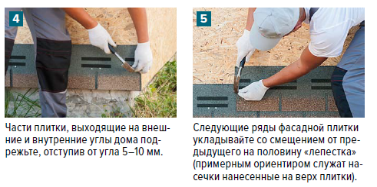 4
Части плитки, выходящие на внеш-
ние и внутренние углы дома под-
режьте, отступив от угла 5–10 мм.
5
Следующие ряды фасадной плитки
укладывайте со смещением от пре-
дыдущего на половину «лепестка»
(примерным ориентиром служат на-
сечки нанесенные на верх плитки).